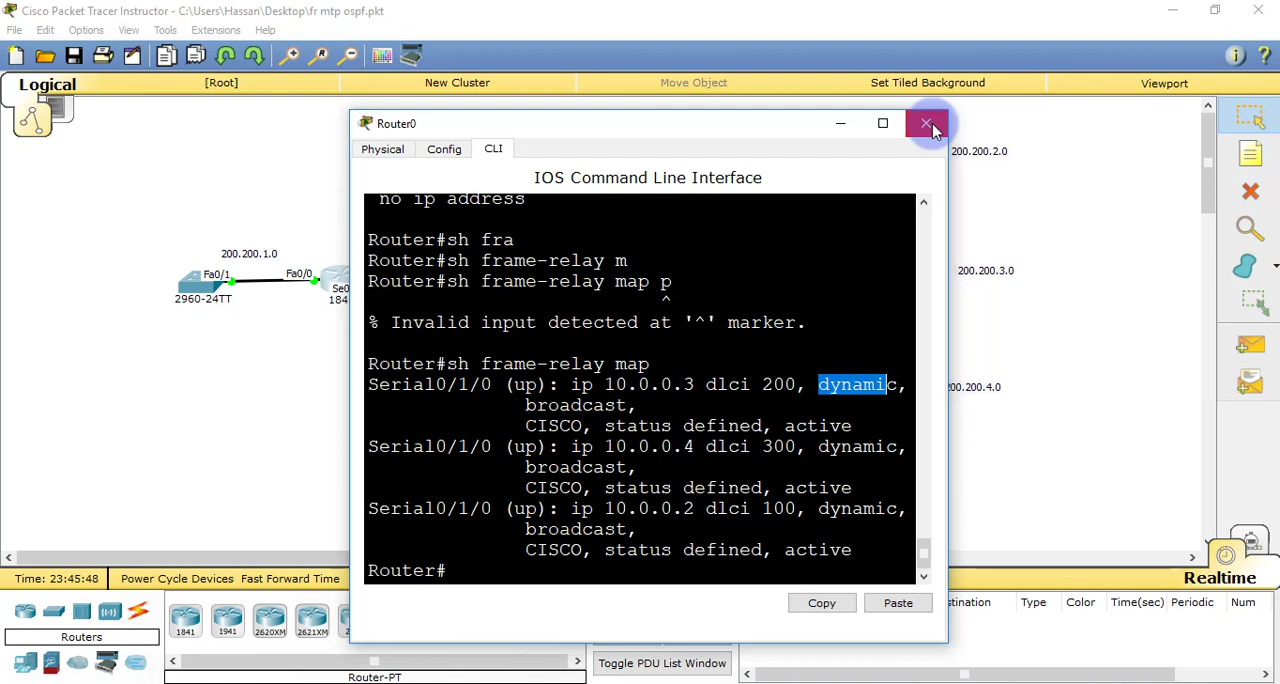 Cisco Packet Tracer Instructor - C:\Users\Hassan\Desktop\fr mtp ospf.pkt
File Edit Options View Tools Extensions Help
Logical [Root] New Cluster Move Object Set Tiled Background Viewport
Router0
Physical Config CLI
IOS Command Line Interface
no ip address
Router#sh fra
Router#sh frame-relay m
Router#sh frame-relay map p
^
% Invalid input detected at '^' marker.
Router#sh frame-relay map
Serial0/1/0 (up): ip 10.0.0.3 dlci 200, dynamic,
broadcast,
CISCO, status defined, active
Serial0/1/0 (up): ip 10.0.0.4 dlci 300, dynamic,
broadcast,
CISCO, status defined, active
Serial0/1/0 (up): ip 10.0.0.2 dlci 100, dynamic,
broadcast,
CISCO, status defined, active
Router#
Copy Paste
200.200.1.0
Fa0/1 Fa0/0
2960-24TT
Se0
184
200.200.2.0
200.200.3.0
200.4.0
Time: 23:45:48 Power Cycle Devices Fast Forward Time
Realtime
Routers
1841 1941 2620XM 2621XM
Router-PT
Toggle PDU List Window
stination Type Color Time(sec) Periodic Num